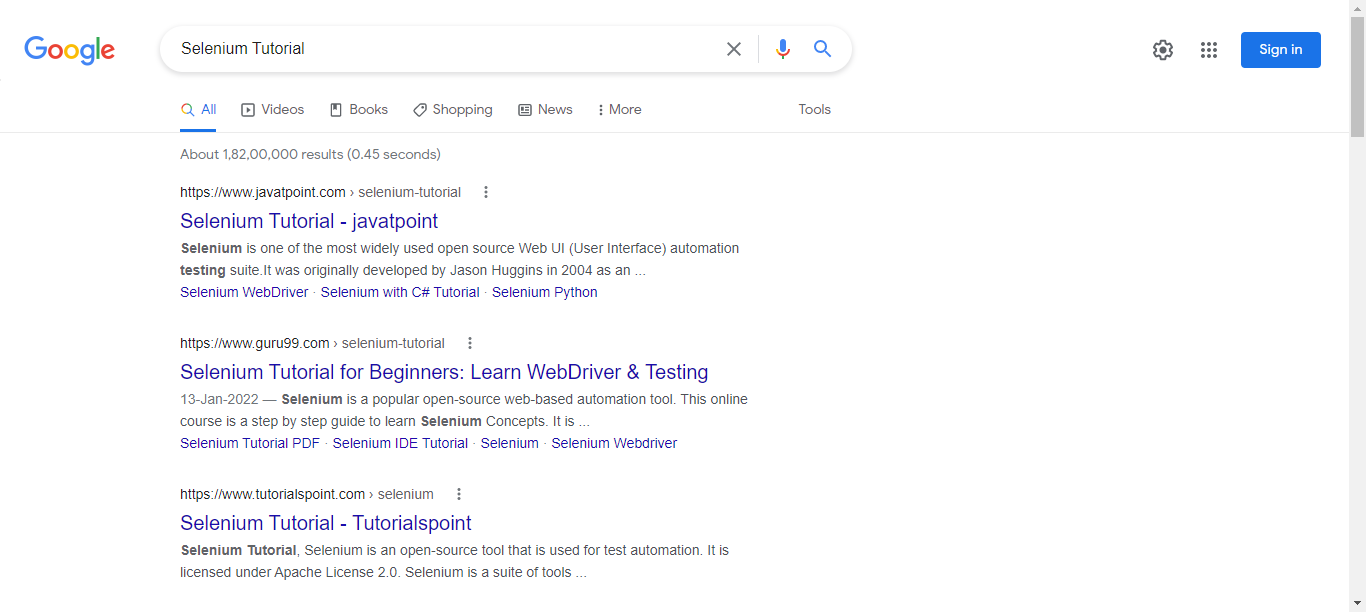 Google
Selenium Tutorial
Sign in
All Videos Books Shopping News More Tools
About 1,82,00,000 results (0.45 seconds)
https://www.javatpoint.com › selenium-tutorial
Selenium Tutorial - javatpoint
Selenium is one of the most widely used open source Web UI (User Interface) automation
testing suite.It was originally developed by Jason Huggins in 2004 as an ...
Selenium WebDriver · Selenium with C# Tutorial · Selenium Python
https://www.guru99.com › selenium-tutorial
Selenium Tutorial for Beginners: Learn WebDriver & Testing
13-Jan-2022 — Selenium is a popular open-source web-based automation tool. This online
course is a step by step guide to learn Selenium Concepts. It is ...
Selenium Tutorial PDF · Selenium IDE Tutorial · Selenium · Selenium Webdriver
https://www.tutorialspoint.com › selenium
Selenium Tutorial - Tutorialspoint
Selenium Tutorial, Selenium is an open-source tool that is used for test automation. It is
licensed under Apache License 2.0. Selenium is a suite of tools ...